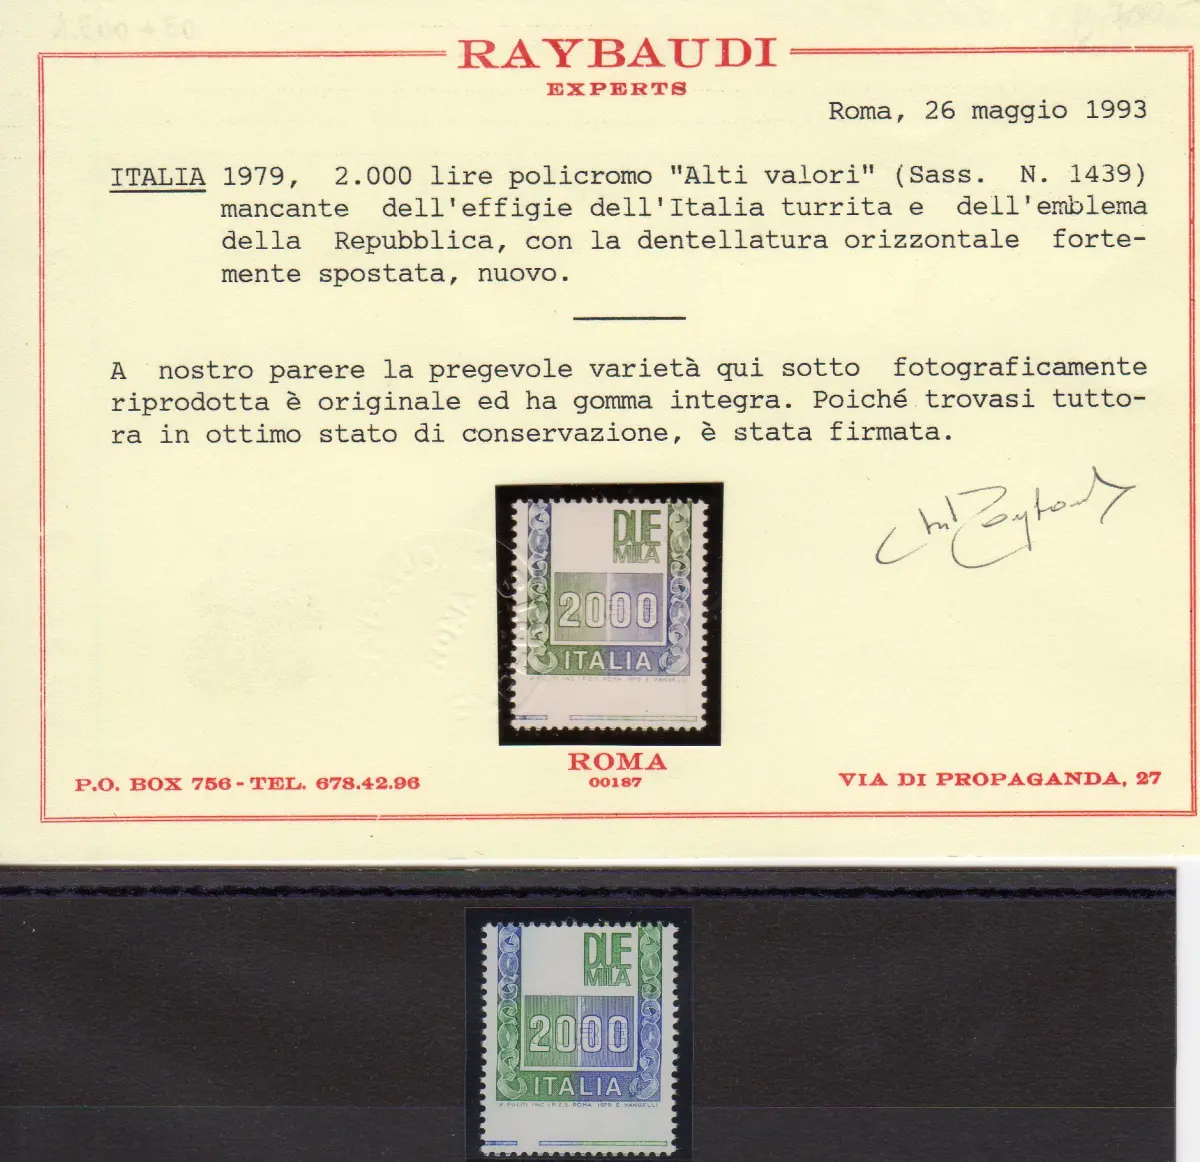 RAYBAUDI
EXPERTS
Roma, 26 maggio 1993
ITALIA 1979, 2.000 lire policromo "Alti valori" (Sass. N. 1439)
mancante dell'effigie dell'Italia turrita e dell'emblema
della Repubblica, con la dentellatura orizzontale forte-
mente spostata, nuovo.
A nostro parere la pregevole varietà qui sotto fotograficamente
riprodotta è originale ed ha gomma integra. Poiché trovasi tutto-
ra in ottimo stato di conservazione, è stata firmata.
DUE
MILA
2000
ITALIA
ROMA
00187
P.O. BOX 756 - TEL. 678.42.96
VIA DI PROPAGANDA, 27
DUE
MILA
2000
ITALIA
I.P.Z.S. ROMA 1979 E. VANGELLI